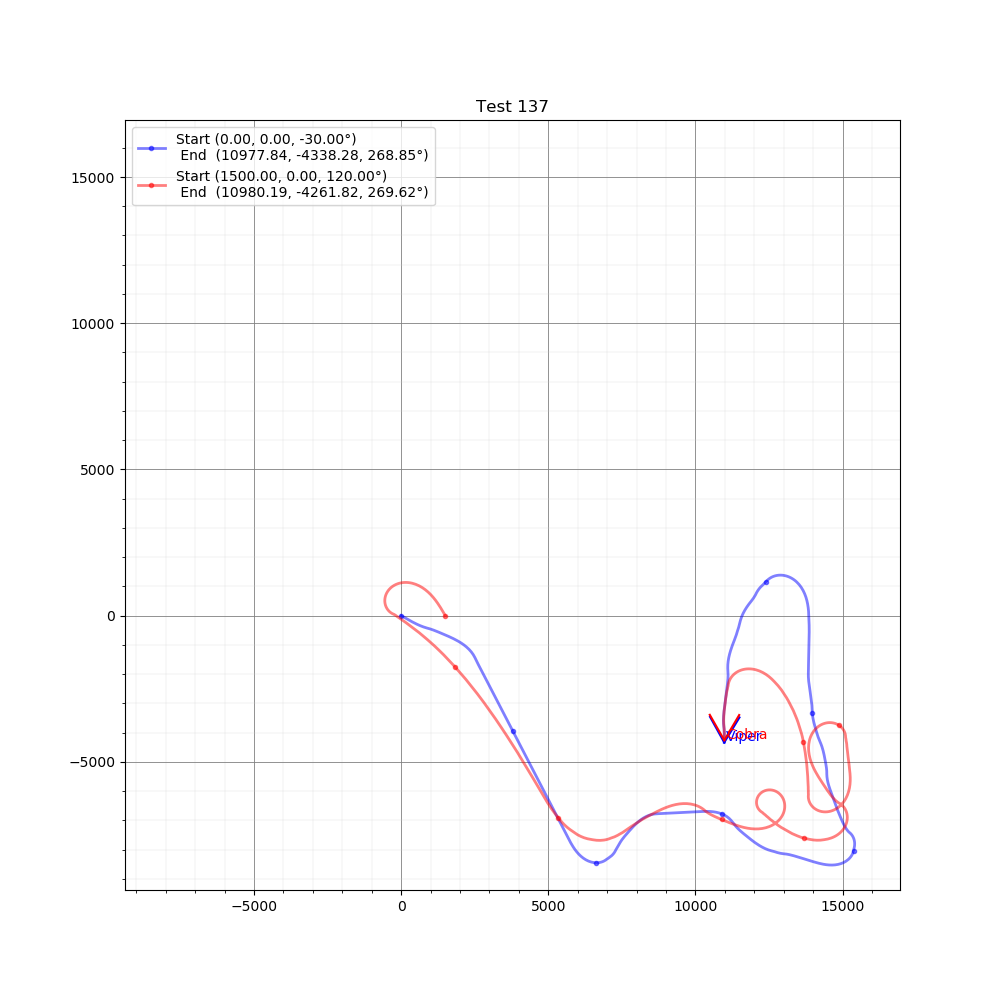 Test 137
Start (0.00, 0.00, -30.00°)
End (10977.84, -4338.28, 268.85°)
Start (1500.00, 0.00, 120.00°)
End (10980.19, -4261.82, 269.62°)
15000
10000
5000
0
−5000
Cobra
Viper
−5000 0 5000 10000 15000